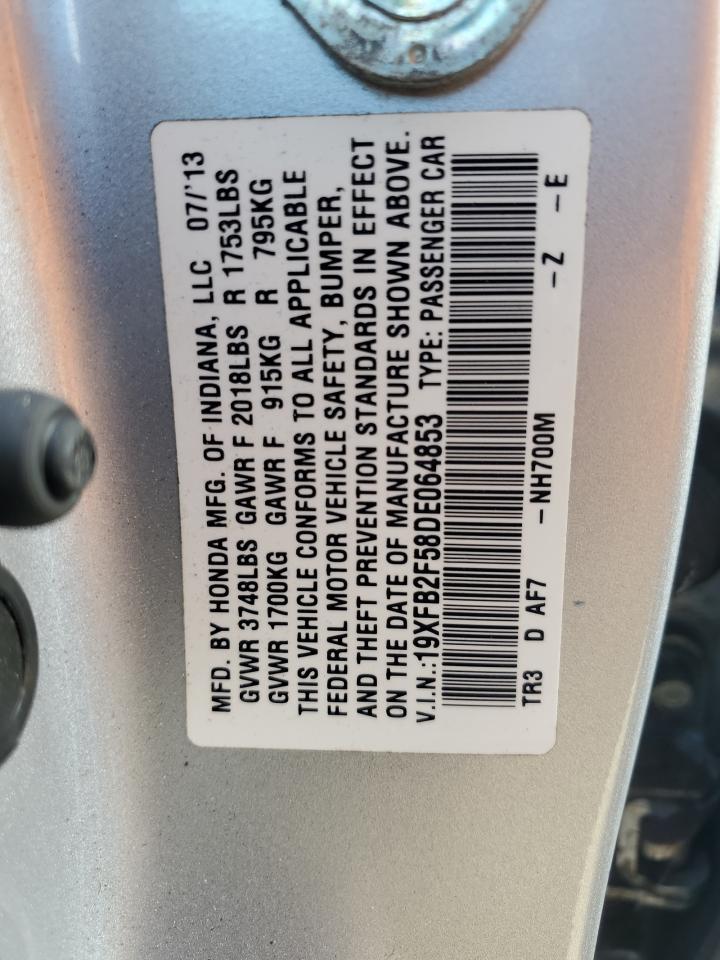 MFD. BY HONDA MFG. OF INDIANA, LLC 07/'13
GVWR 3748LBS GAWR F 2018LBS R 1753LBS
GVWR 1700KG GAWR F 915KG R 795KG
THIS VEHICLE CONFORMS TO ALL APPLICABLE
FEDERAL MOTOR VEHICLE SAFETY, BUMPER,
AND THEFT PREVENTION STANDARDS IN EFFECT
ON THE DATE OF MANUFACTURE SHOWN ABOVE.
V.I.N.:19XFB2F58DE064853 TYPE: PASSENGER CAR
TR3 D AF7 -NH700M -Z -E